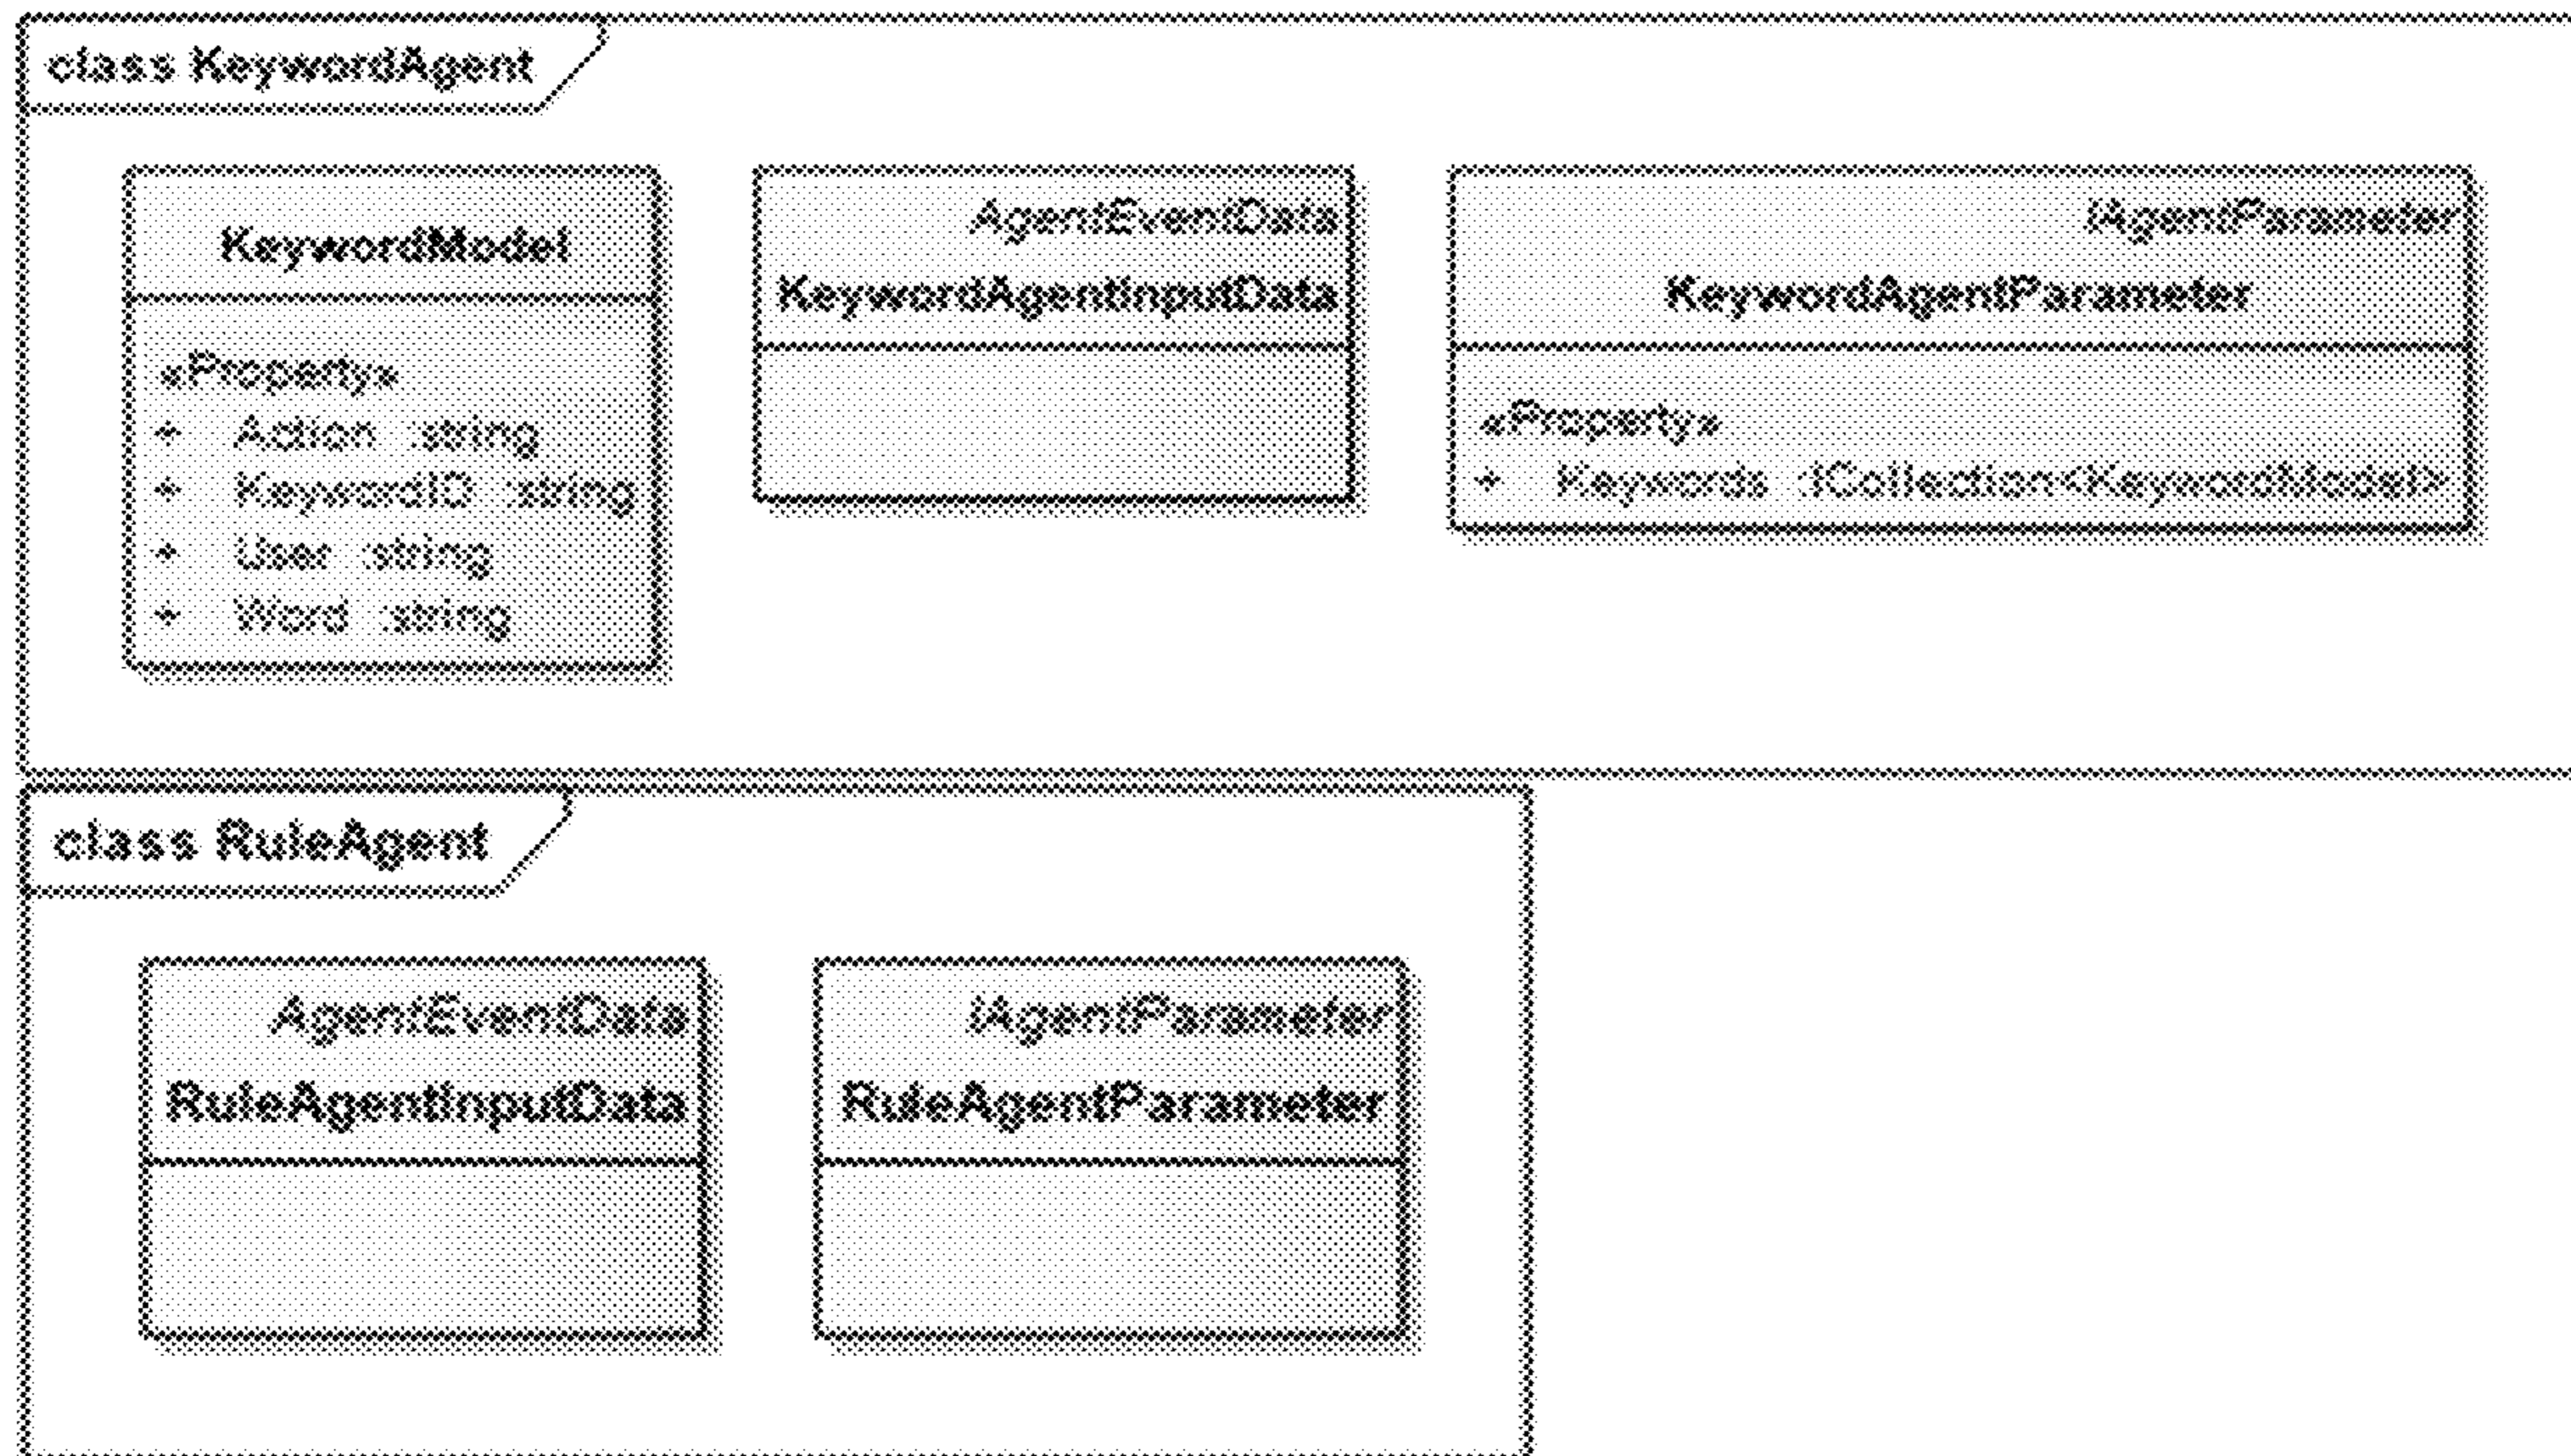 class KeywordAgent
KeywordModel
«Property»
+ Action :string
+ KeywordID :string
+ User :string
+ Word :string
AgentEventData
KeywordAgentInputData
IAgentParameter
KeywordAgentParameter
«Property»
+ Keywords :ICollection<KeywordModel>
class RuleAgent
AgentEventData
RuleAgentInputData
IAgentParameter
RuleAgentParameter